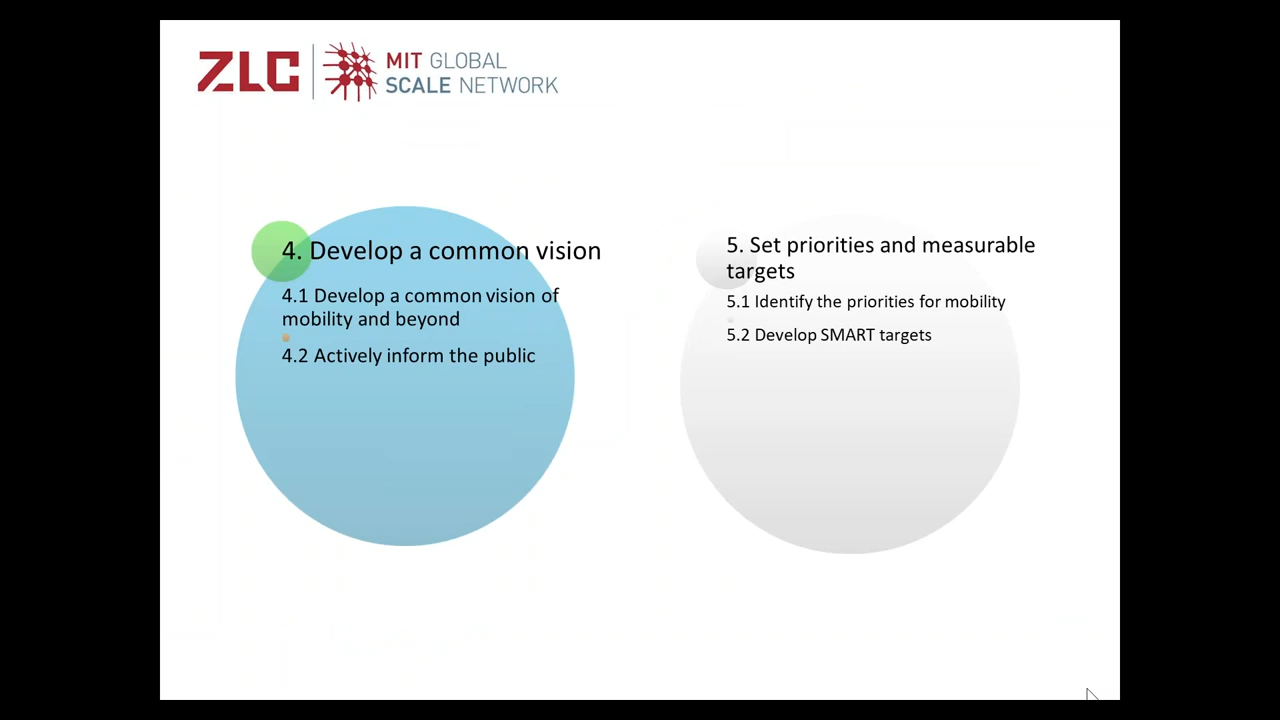 ZLC
MIT GLOBAL
SCALE NETWORK
4. Develop a common vision
4.1 Develop a common vision of
mobility and beyond
4.2 Actively inform the public
5. Set priorities and measurable
targets
5.1 Identify the priorities for mobility
5.2 Develop SMART targets